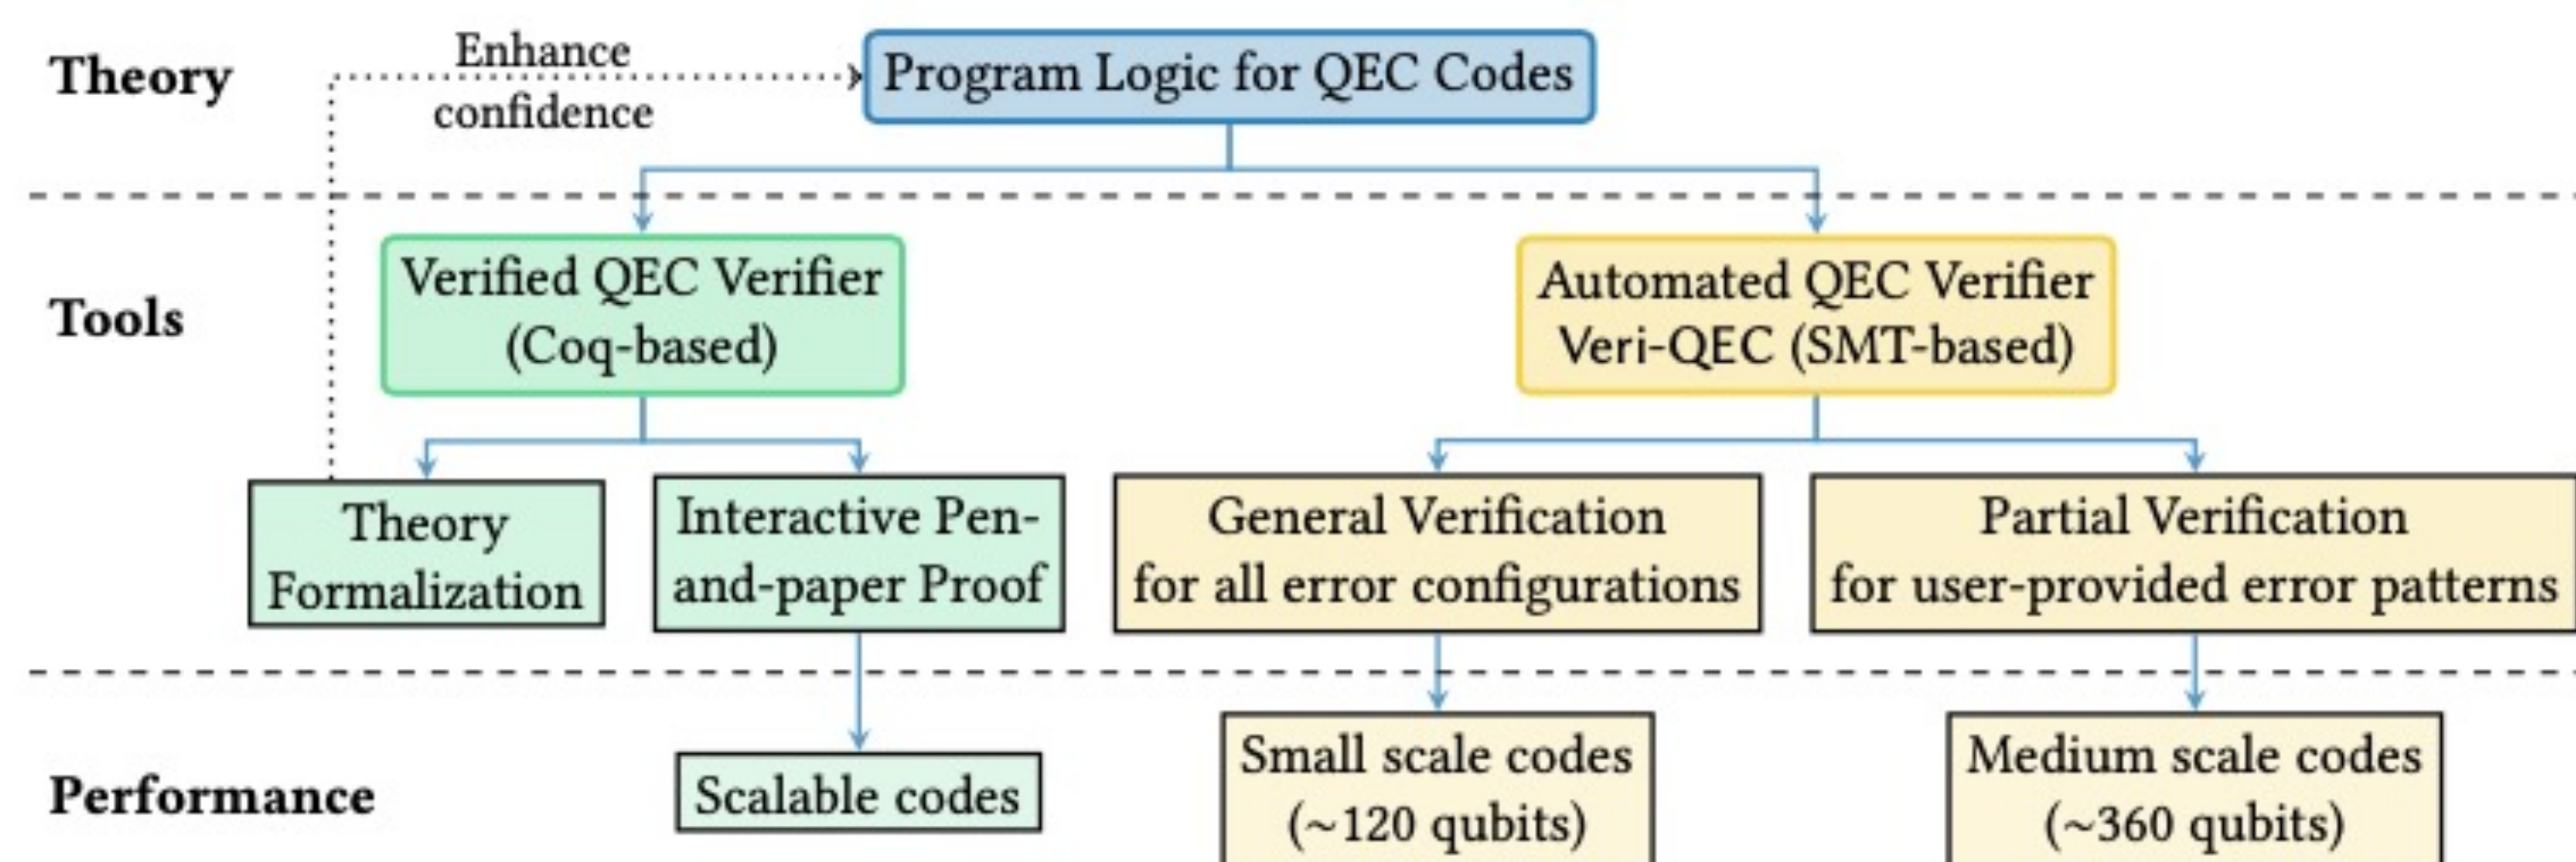 Theory
Enhance
confidence
Program Logic for QEC Codes
Tools
Verified QEC Verifier
(Coq-based)
Automated QEC Verifier
Veri-QEC (SMT-based)
Theory
Formalization
Interactive Pen-
and-paper Proof
General Verification
for all error configurations
Partial Verification
for user-provided error patterns
Performance
Scalable codes
Small scale codes
(~120 qubits)
Medium scale codes
(~360 qubits)